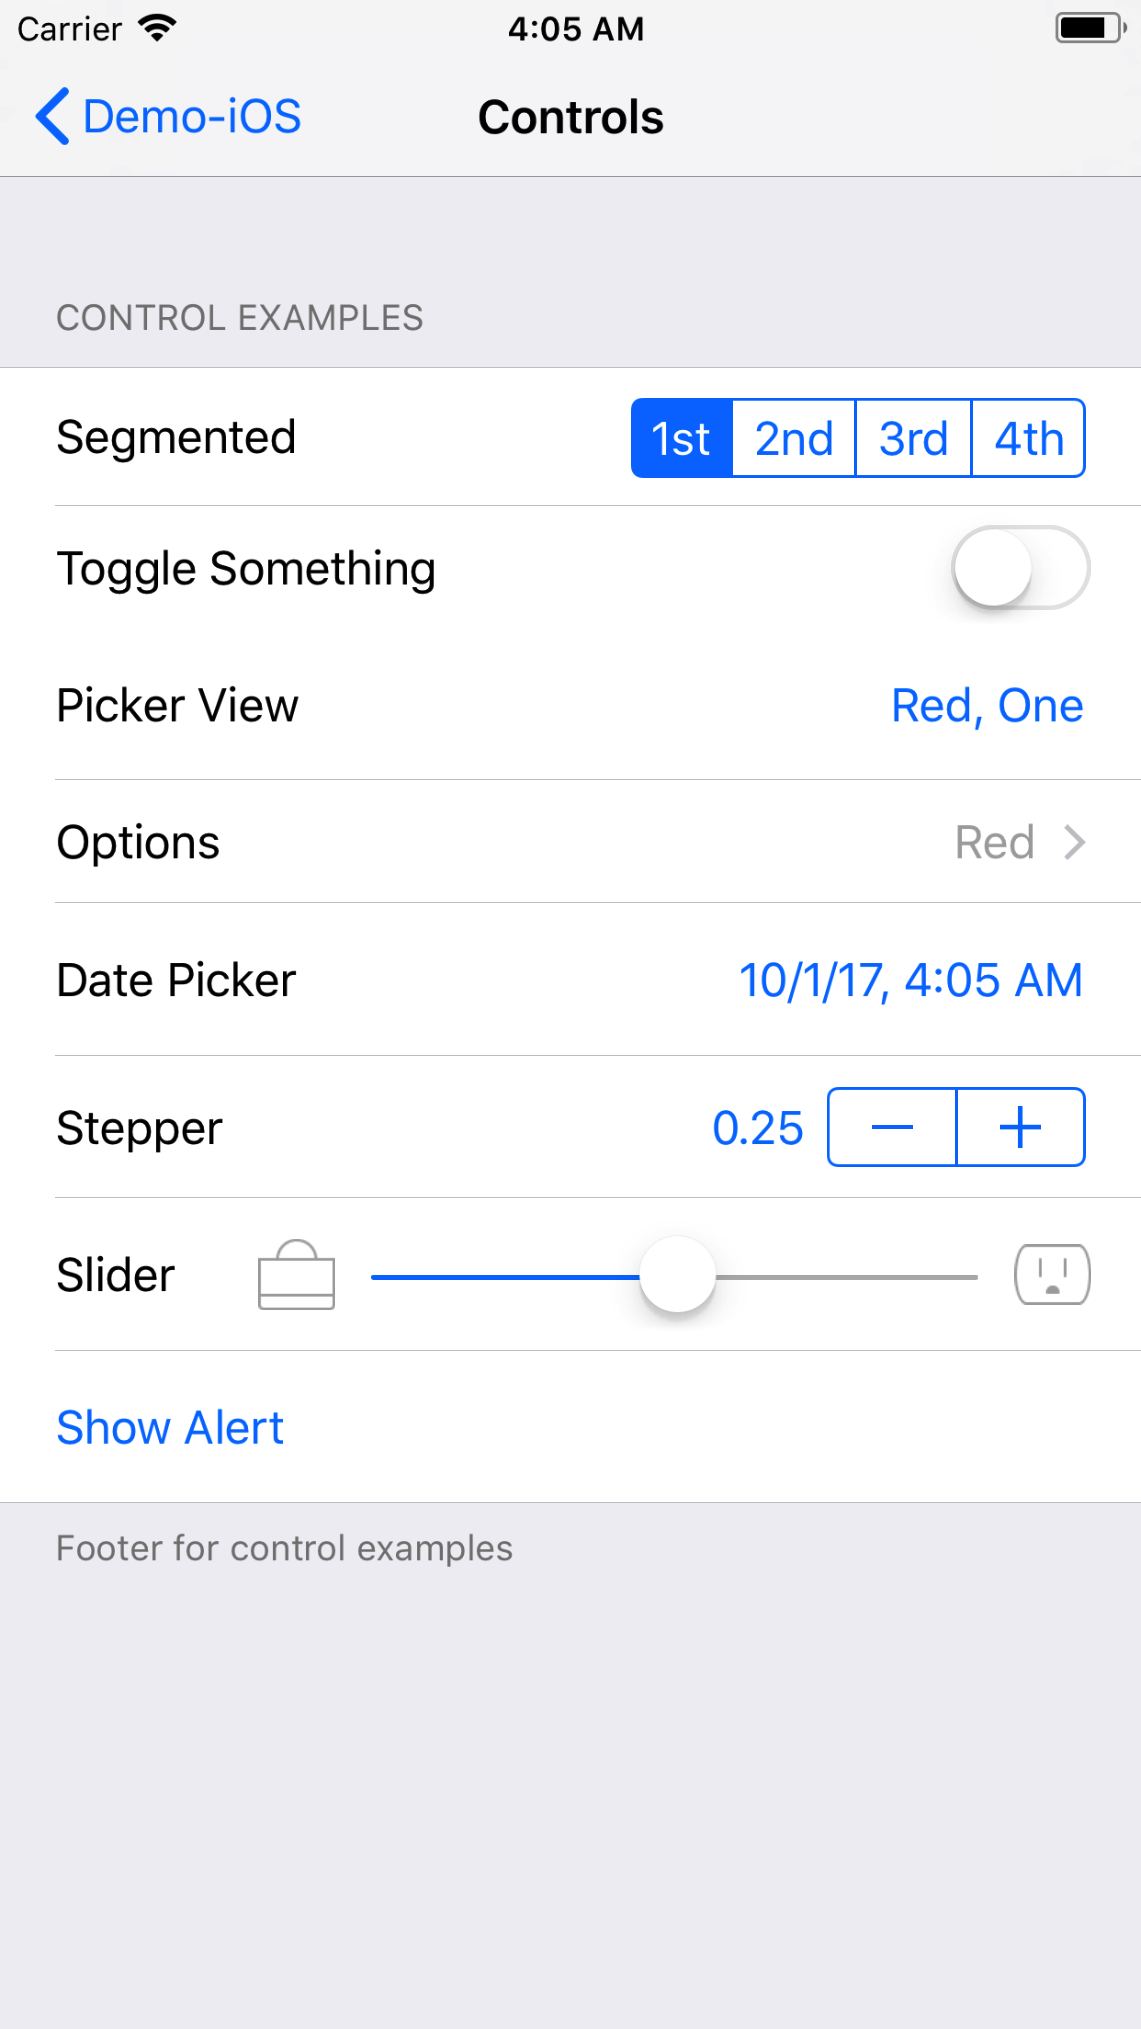 Carrier 4:05 AM
Demo-iOS Controls
CONTROL EXAMPLES
Segmented 1st 2nd 3rd 4th
Toggle Something
Picker View Red, One
Options Red
Date Picker 10/1/17, 4:05 AM
Stepper 0.25 — +
Slider
Show Alert
Footer for control examples